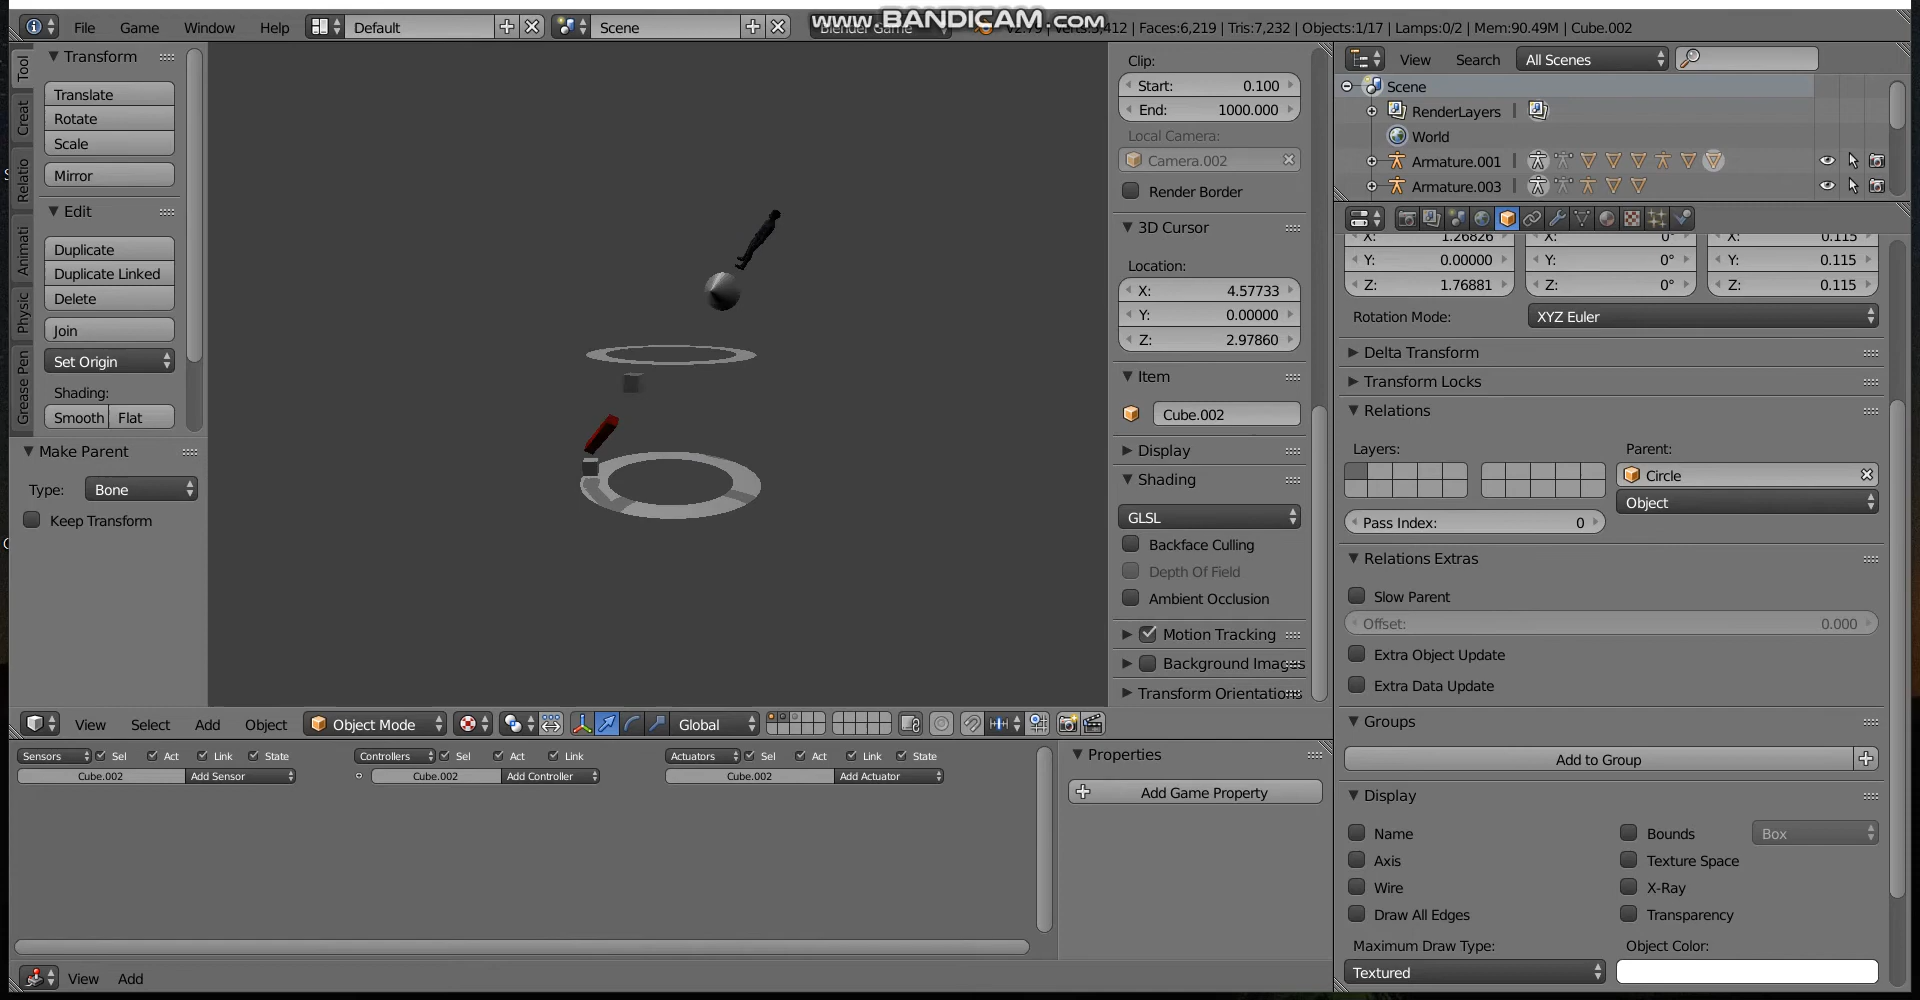 www.BANDICAM.com
File Game Window Help Default Scene Blender Game v2.79 | Verts:3,412 | Faces:6,219 | Tris:7,232 | Objects:1/17 | Lamps:0/2 | Mem:90.49M | Cube.002
Tool
Creat
Relatio
Animati
Physic
Grease Pen
Transform
Translate
Rotate
Scale
Mirror
Edit
Duplicate
Duplicate Linked
Delete
Join
Set Origin
Shading:
Smooth Flat
Make Parent
Type: Bone
Keep Transform
Clip:
Start: 0.100
End: 1000.000
Local Camera:
Camera.002
Render Border
3D Cursor
Location:
X: 4.57733
Y: 0.00000
Z: 2.97860
Item
Cube.002
Display
Shading
GLSL
Backface Culling
Depth Of Field
Ambient Occlusion
Motion Tracking
Background Images
Transform Orientations
View Search All Scenes
Scene
RenderLayers
World
Armature.001
Armature.003
X: 1.26826 X: 0° X: 0.115
Y: 0.00000 Y: 0° Y: 0.115
Z: 1.76881 Z: 0° Z: 0.115
Rotation Mode: XYZ Euler
Delta Transform
Transform Locks
Relations
Layers: Parent:
Circle
Object
Pass Index: 0
Relations Extras
Slow Parent
Offset: 0.000
Extra Object Update
Extra Data Update
Groups
Add to Group
Display
Name Bounds Box
Axis Texture Space
Wire X-Ray
Draw All Edges Transparency
Maximum Draw Type: Object Color:
Textured
View Select Add Object Object Mode Global
Sensors Sel Act Link State Controllers Sel Act Link Actuators Sel Act Link State
Cube.002 Add Sensor Cube.002 Add Controller Cube.002 Add Actuator
Properties
Add Game Property
View Add